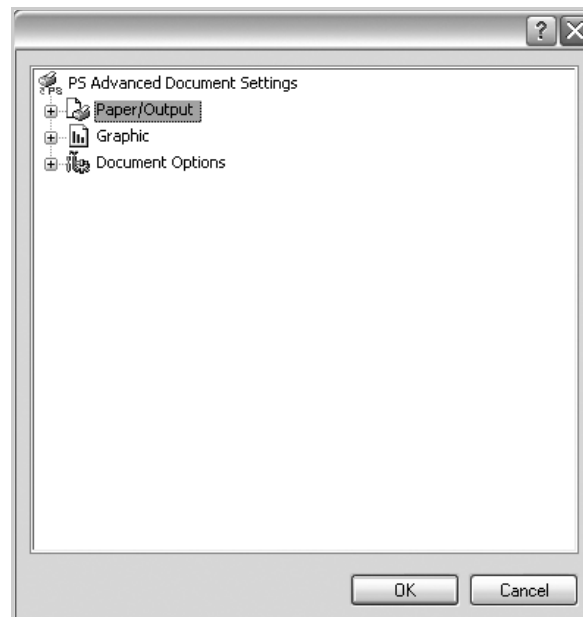 PS Advanced Document Settings
Paper/Output
Graphic
Document Options
OK
Cancel